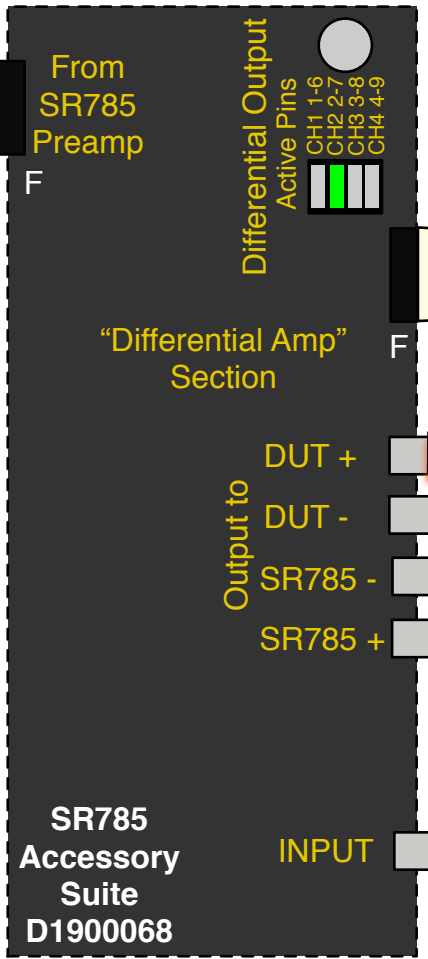 From
SR785
Preamp
F
Differential Output
Active Pins
CH1 1-6
CH2 2-7
CH3 3-8
CH4 4-9
“Differential Amp”
Section
F
Output to
DUT +
DUT -
SR785 -
SR785 +
SR785
Accessory
Suite
D1900068
INPUT